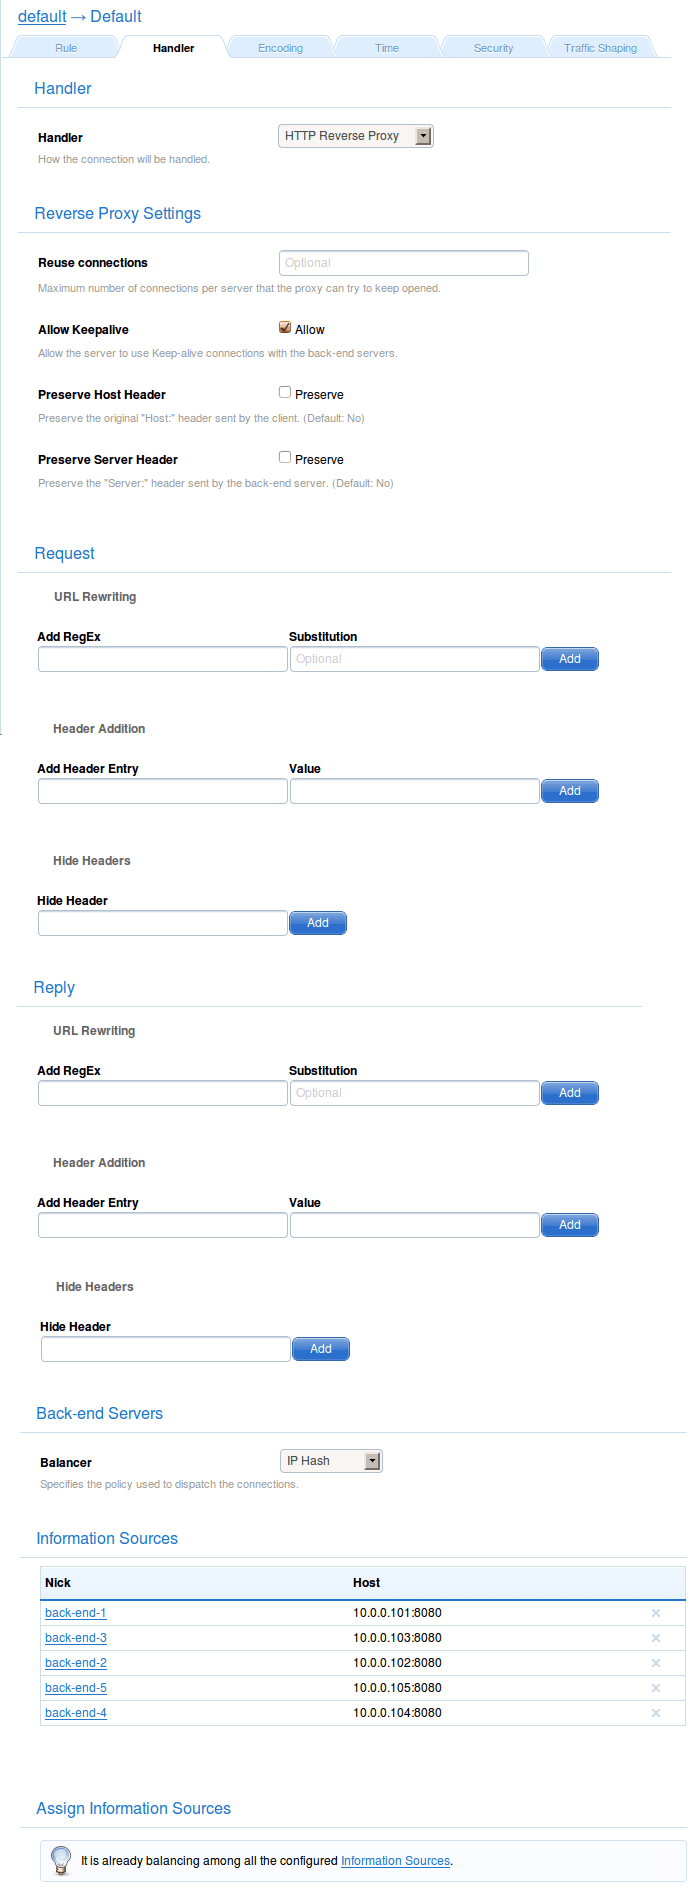 default → Default
Rule Handler Encoding Time Security Traffic Shaping
Handler
Handler HTTP Reverse Proxy
How the connection will be handled.
Reverse Proxy Settings
Reuse connections Optional
Maximum number of connections per server that the proxy can try to keep opened.
Allow Keepalive Allow
Allow the server to use Keep-alive connections with the back-end servers.
Preserve Host Header Preserve
Preserve the original "Host:" header sent by the client. (Default: No)
Preserve Server Header Preserve
Preserve the "Server:" header sent by the back-end server. (Default: No)
Request
URL Rewriting
Add RegEx Substitution
Optional Add
Header Addition
Add Header Entry Value
Add
Hide Headers
Hide Header
Add
Reply
URL Rewriting
Add RegEx Substitution
Optional Add
Header Addition
Add Header Entry Value
Add
Hide Headers
Hide Header
Add
Back-end Servers
Balancer IP Hash
Specifies the policy used to dispatch the connections.
Information Sources
Nick Host
back-end-1 10.0.0.101:8080
back-end-3 10.0.0.103:8080
back-end-2 10.0.0.102:8080
back-end-5 10.0.0.105:8080
back-end-4 10.0.0.104:8080
Assign Information Sources
It is already balancing among all the configured Information Sources.